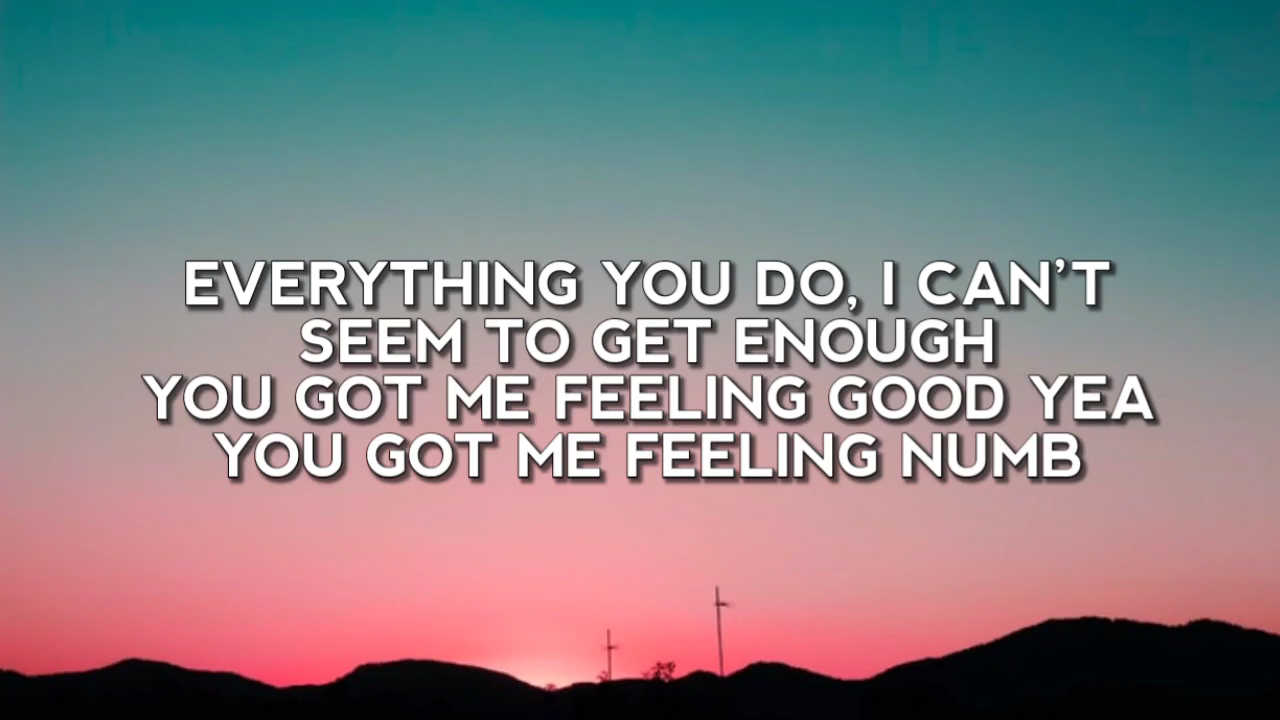 EVERYTHING YOU DO, I CAN’T
SEEM TO GET ENOUGH
YOU GOT ME FEELING GOOD YEA
YOU GOT ME FEELING NUMB